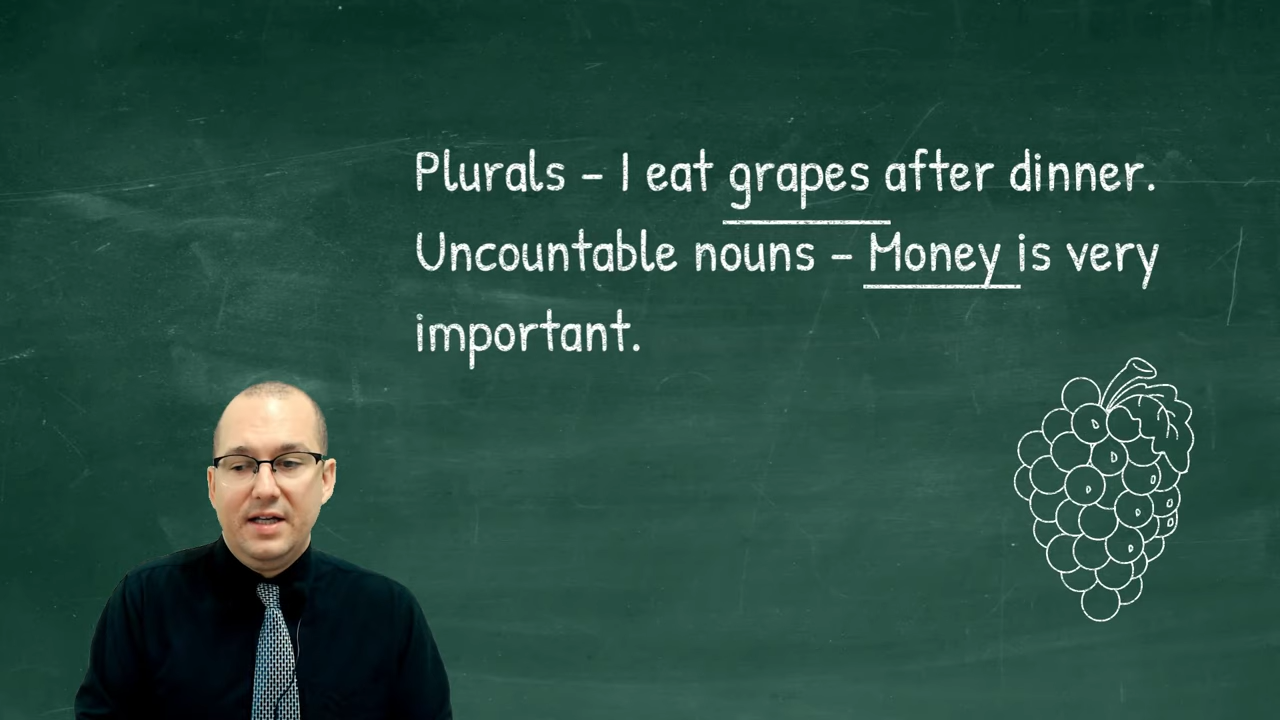 Plurals – I eat grapes after dinner.
Uncountable nouns – Money is very
important.